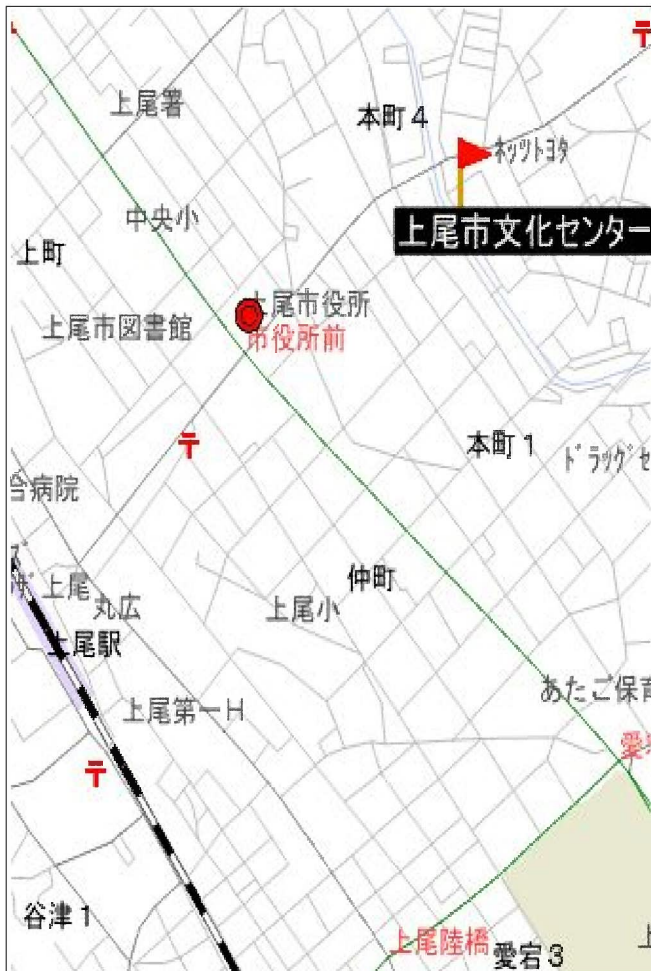 〒
上尾署
本町4
ネッツトヨタ
上尾市文化センター
中央小
上町
上尾市役所
上尾市図書館
市役所前
〒
本町1
ドラッグセ
合病院
仲町
上尾
丸広
上尾小
上尾駅
あたご保育
上尾第一H
愛宕
〒
谷津1
上尾陸橋
愛宕3
上